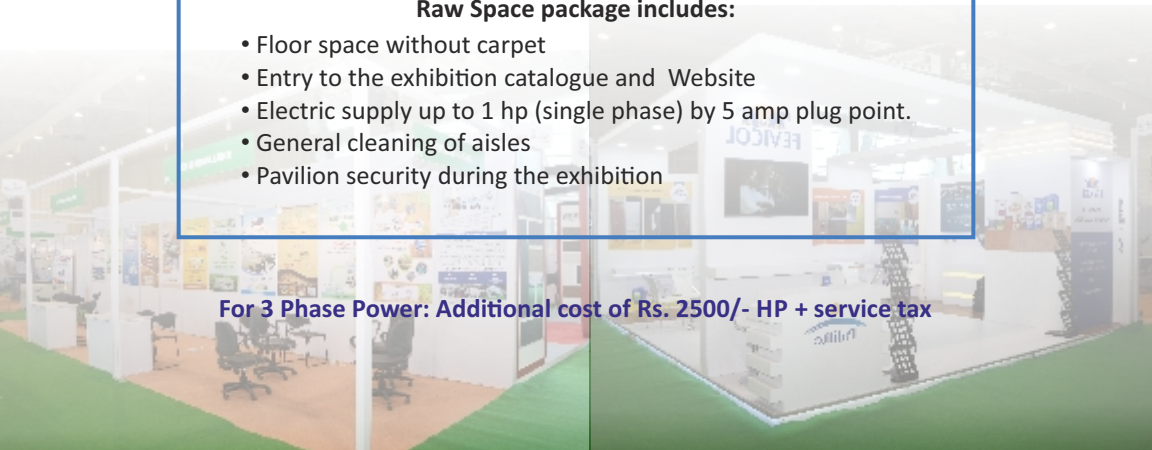 Raw Space package includes:
• Floor space without carpet
• Entry to the exhibition catalogue and Website
• Electric supply up to 1 hp (single phase) by 5 amp plug point.
• General cleaning of aisles
• Pavilion security during the exhibition
For 3 Phase Power: Additional cost of Rs. 2500/- HP + service tax
FEVICOL
Pidilite